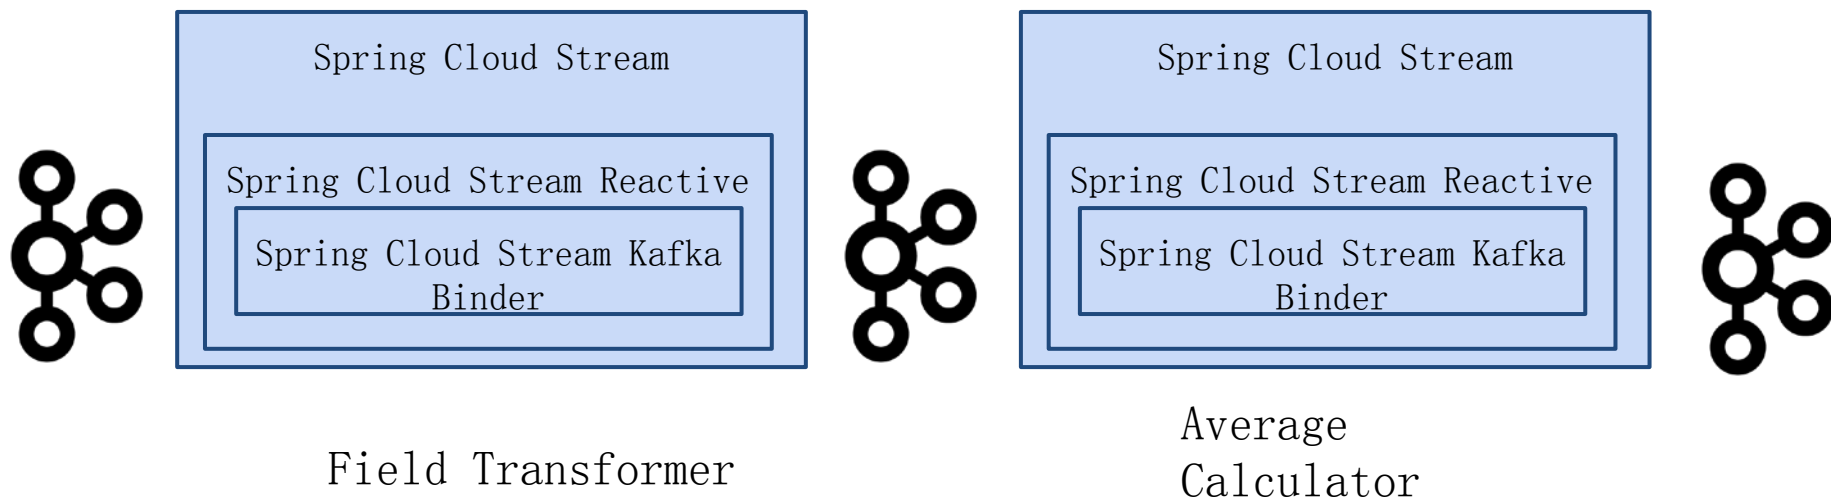 Spring Cloud Stream
Spring Cloud Stream Reactive
Spring Cloud Stream Kafka
Binder
Field Transformer
Spring Cloud Stream
Spring Cloud Stream Reactive
Spring Cloud Stream Kafka
Binder
Average
Calculator